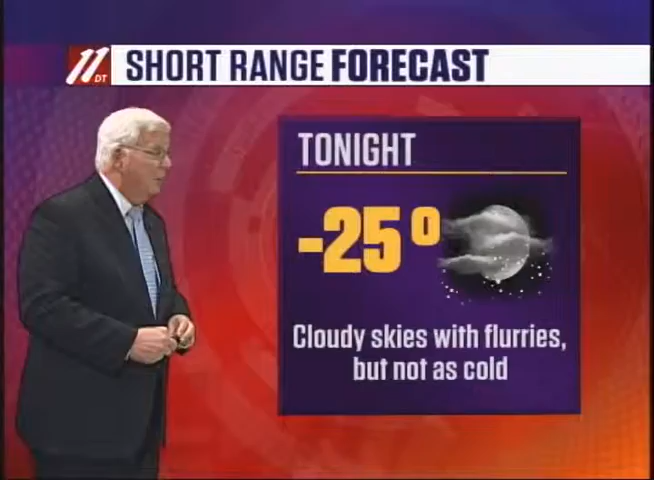 11 DT SHORT RANGE FORECAST
TONIGHT
-25°
Cloudy skies with flurries,
but not as cold